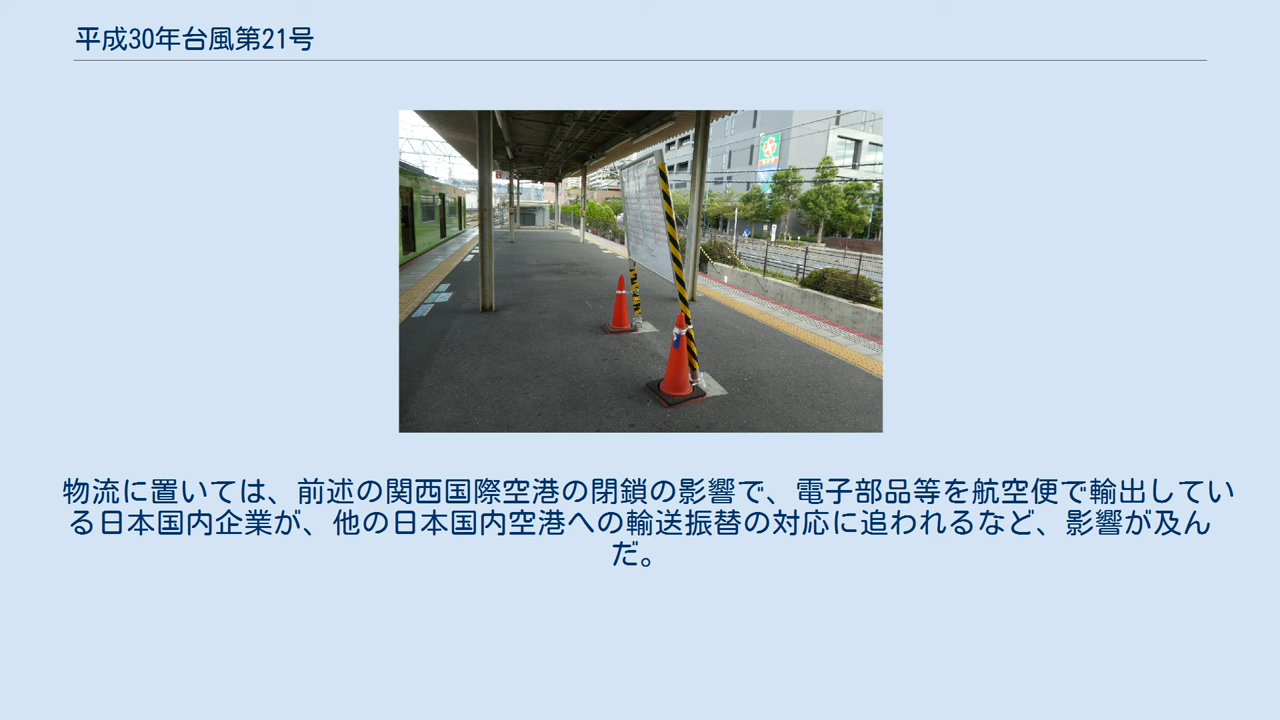 平成30年台風第21号
物流に置いては、前述の関西国際空港の閉鎖の影響で、電子部品等を航空便で輸出してい
る日本国内企業が、他の日本国内空港への輸送振替の対応に追われるなど、影響が及ん
だ。